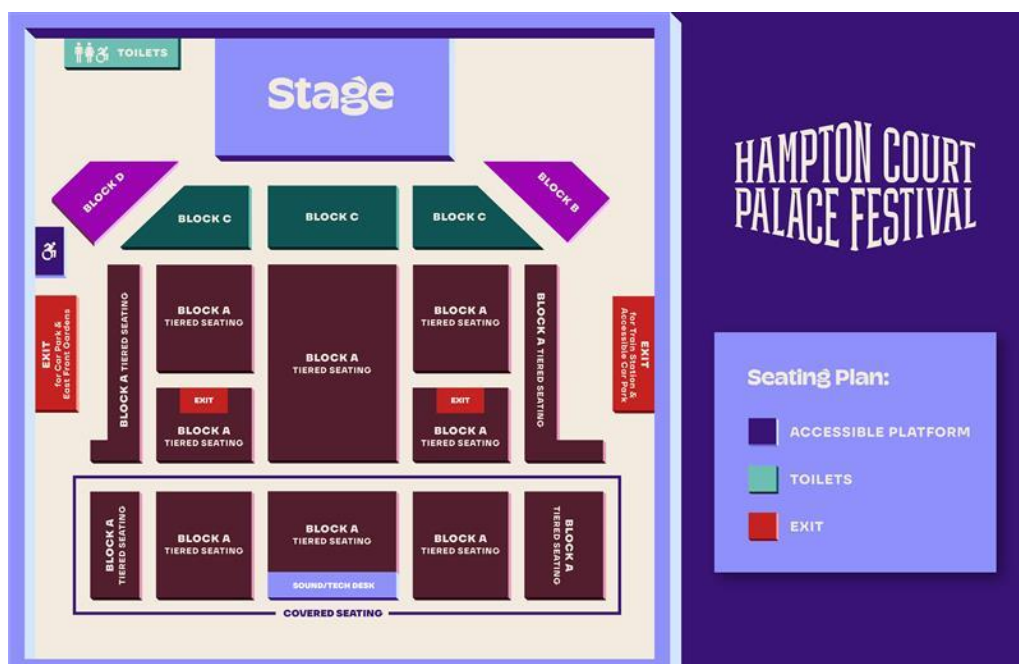 TOILETS
Stage
HAMPTON COURT
PALACE FESTIVAL
BLOCK D
BLOCK B
BLOCK C
BLOCK C
BLOCK C
EXIT
for Car Park &
East Front Gardens
BLOCK A TIERED SEATING
BLOCK A
TIERED SEATING
BLOCK A
TIERED SEATING
BLOCK A
TIERED SEATING
BLOCK A TIERED SEATING
EXIT
for Train Station &
Accessible Car Park
EXIT
BLOCK A
TIERED SEATING
EXIT
BLOCK A
TIERED SEATING
BLOCK A
TIERED SEATING
BLOCK A
TIERED SEATING
BLOCK A
TIERED SEATING
SOUND/TECH DESK
BLOCK A
TIERED SEATING
BLOCK A
TIERED SEATING
COVERED SEATING
Seating Plan:
ACCESSIBLE PLATFORM
TOILETS
EXIT